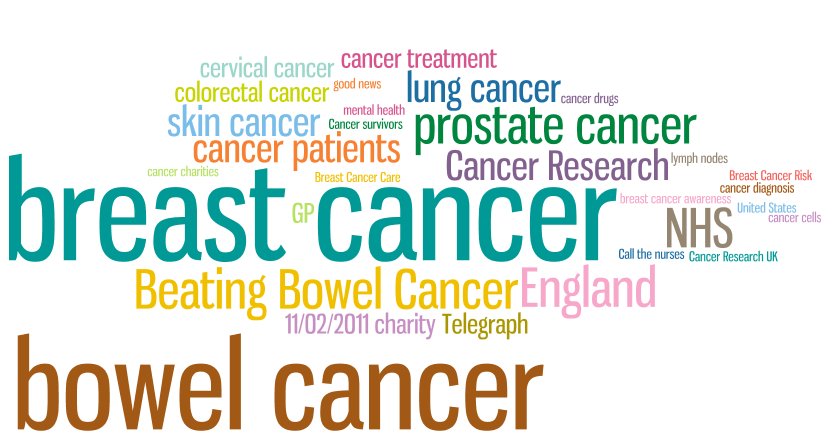 cancer treatment
cervical cancer
good news
colorectal cancer
lung cancer
cancer drugs
mental health
skin cancer
Cancer survivors
prostate cancer
cancer patients
Cancer Research
lymph nodes
cancer charities
Breast Cancer Care
Breast Cancer Risk
cancer diagnosis
breast cancer
GP
breast cancer awareness
United States
cancer cells
NHS
Call the nurses
Cancer Research UK
Beating Bowel Cancer
England
11/02/2011 charity
Telegraph
bowel cancer